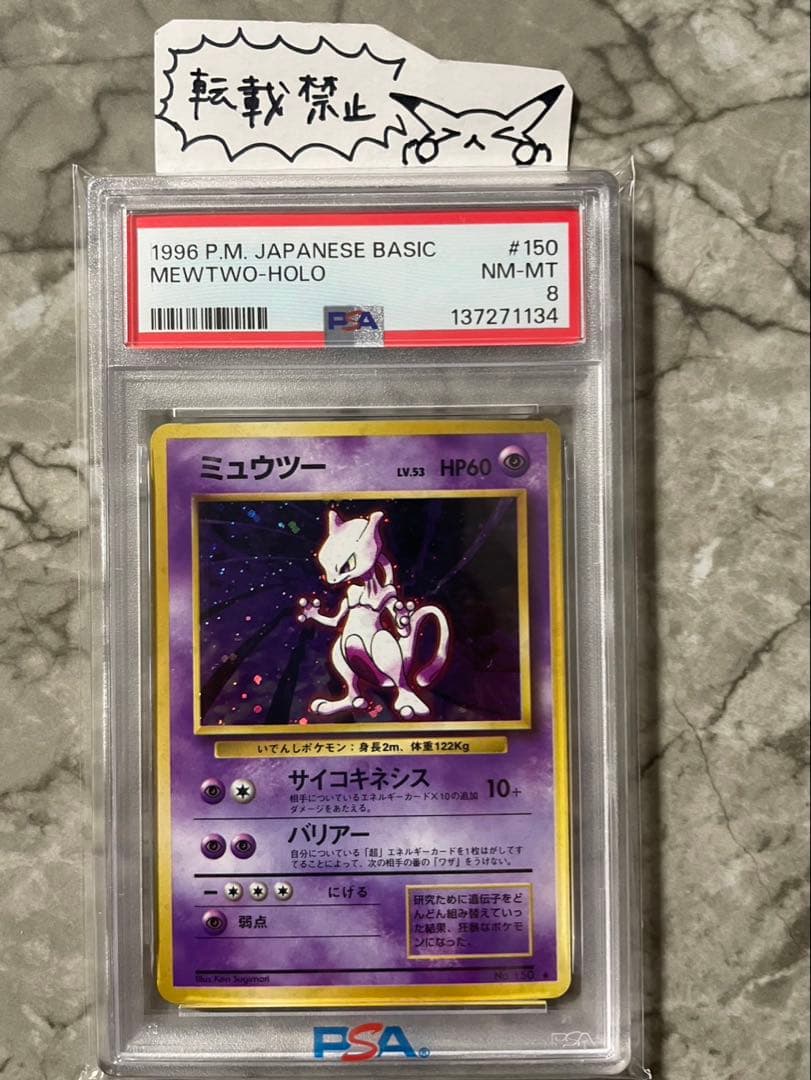 転載禁止
1996 P.M. JAPANESE BASIC #150
MEWTWO-HOLO NM-MT
8
PSA 137271134
ミュウツー LV.53 HP60
いでんしポケモン：身長2m、体重122Kg
サイコキネシス 10+
相手についているエネルギーカード×10の追加
ダメージをあたえる。
バリアー
自分についている「超」エネルギーカードを1枚はがしてす
てることによって、次の相手の番の「ワザ」をうけない。
にげる
弱点
研究ために遺伝子をど
んどん組み替えていっ
た結果、狂暴なポケモ
ンになった。
Illus. Ken Sugimori No.150
PSA
PSA